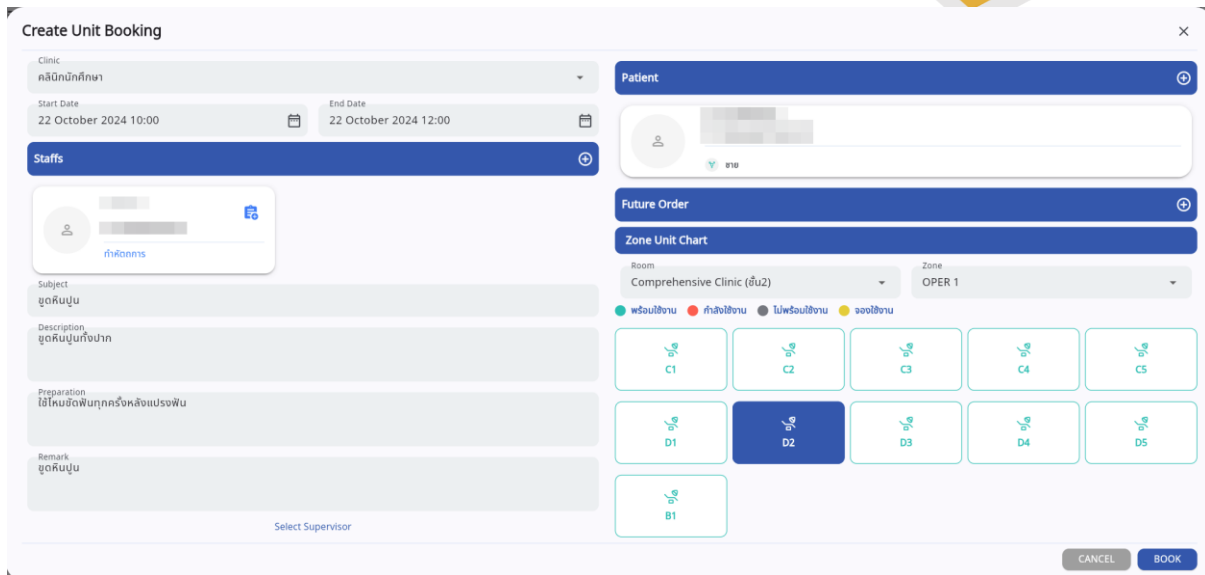 Create Unit Booking
Clinic
คลินิกนักศึกษา
Start Date
22 October 2024 10:00
End Date
22 October 2024 12:00
Staffs
ทำหัตถการ
Subject
ขูดหินปูน
Description
ขูดหินปูนทั้งปาก
Preparation
ใช้ไหมขัดฟันทุกครั้งหลังแปรงฟัน
Remark
ขูดหินปูน
Select Supervisor
Patient
ชาย
Future Order
Zone Unit Chart
Room
Comprehensive Clinic (ชั้น2)
Zone
OPER 1
พร้อมใช้งาน กำลังใช้งาน ไม่พร้อมใช้งาน จองใช้งาน
C1 C2 C3 C4 C5
D1 D2 D3 D4 D5
B1
CANCEL BOOK